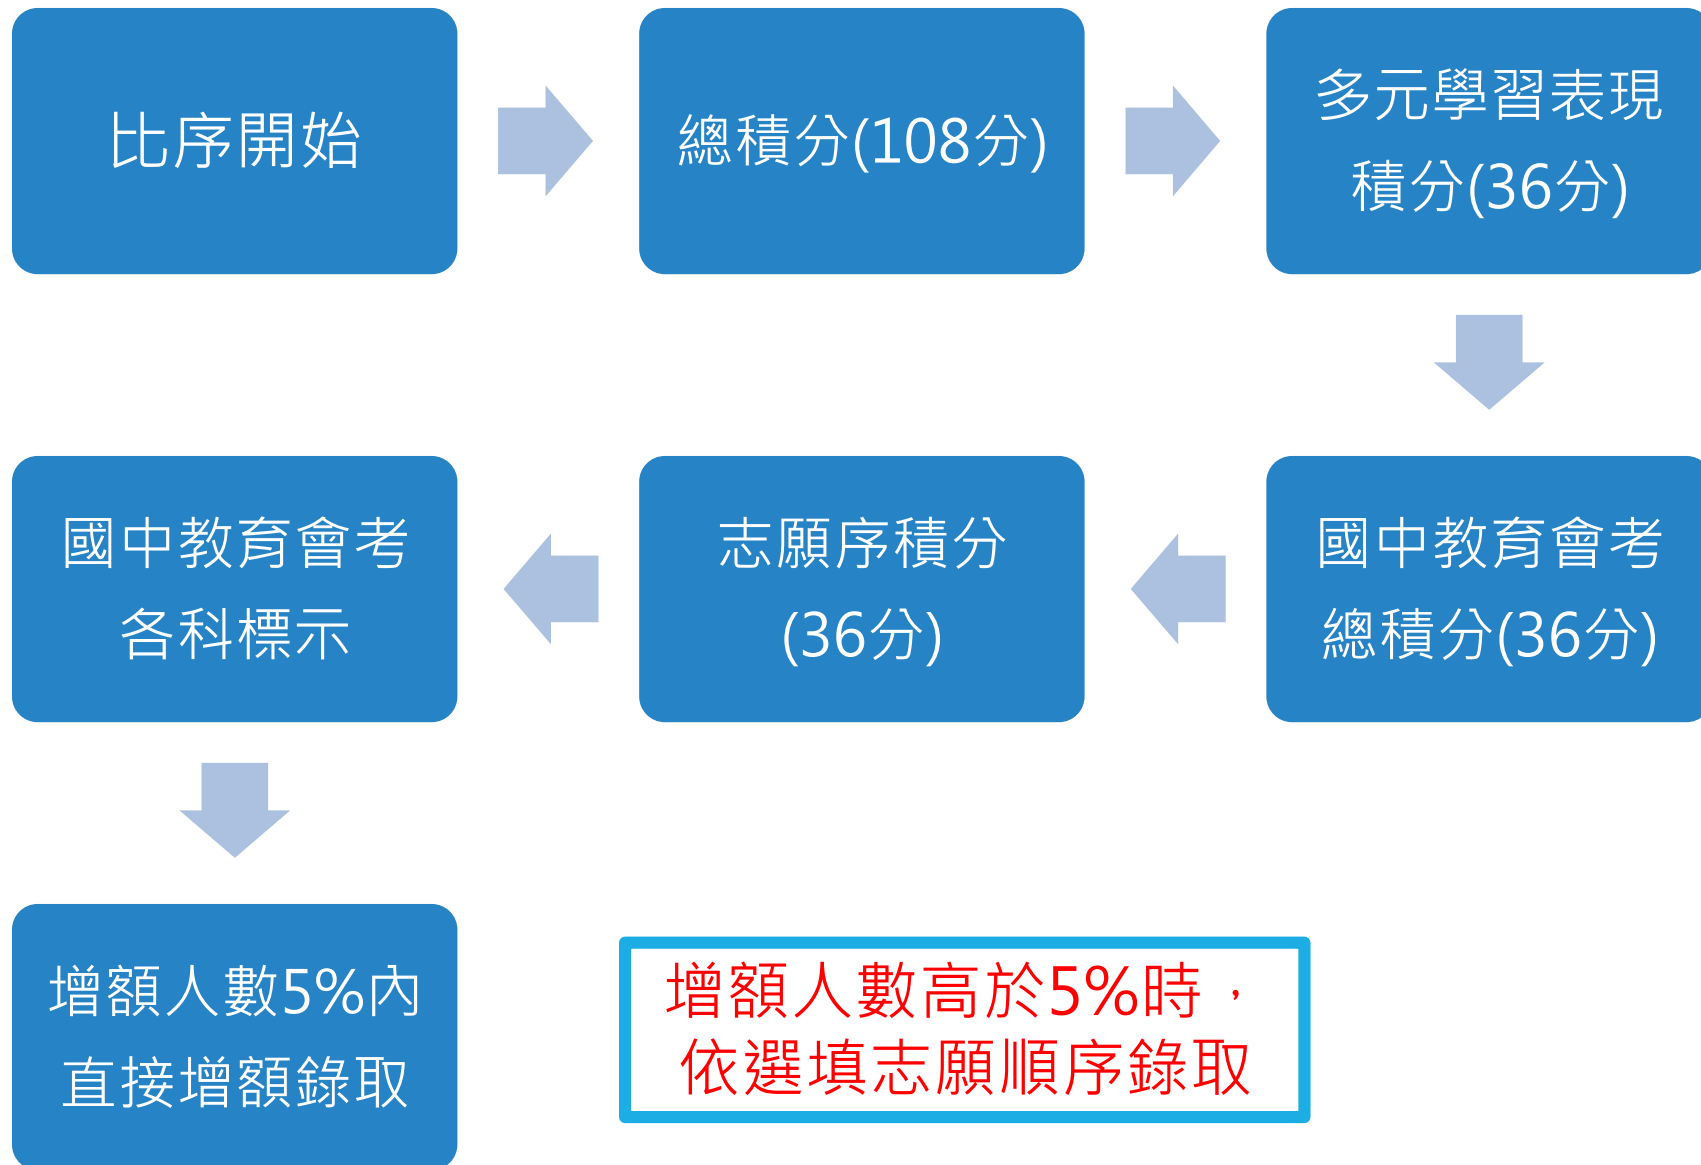 比序開始
總積分(108分)
多元學習表現
積分(36分)
國中教育會考
總積分(36分)
志願序積分
(36分)
國中教育會考
各科標示
增額人數5%內
直接增額錄取
增額人數高於5%時，
依選填志願順序錄取